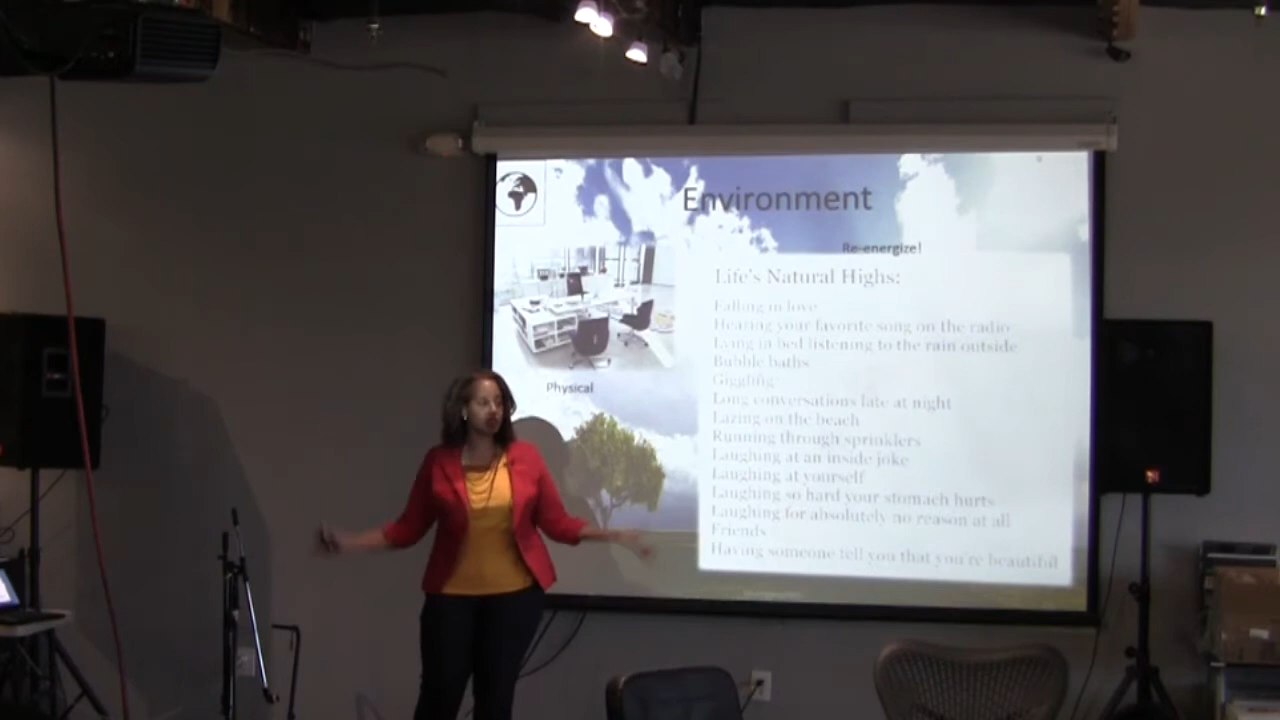 Environment
Re-energize!
Life's Natural Highs:
Falling in love
Hearing your favorite song on the radio
Lying in bed listening to the rain outside
Bubble baths
Giggling
Long conversations late at night
Lazing on the beach
Running through sprinklers
Laughing at an inside joke
Laughing at yourself
Laughing so hard your stomach hurts
Laughing for absolutely no reason at all
Friends
Having someone tell you that you're beautiful
Physical